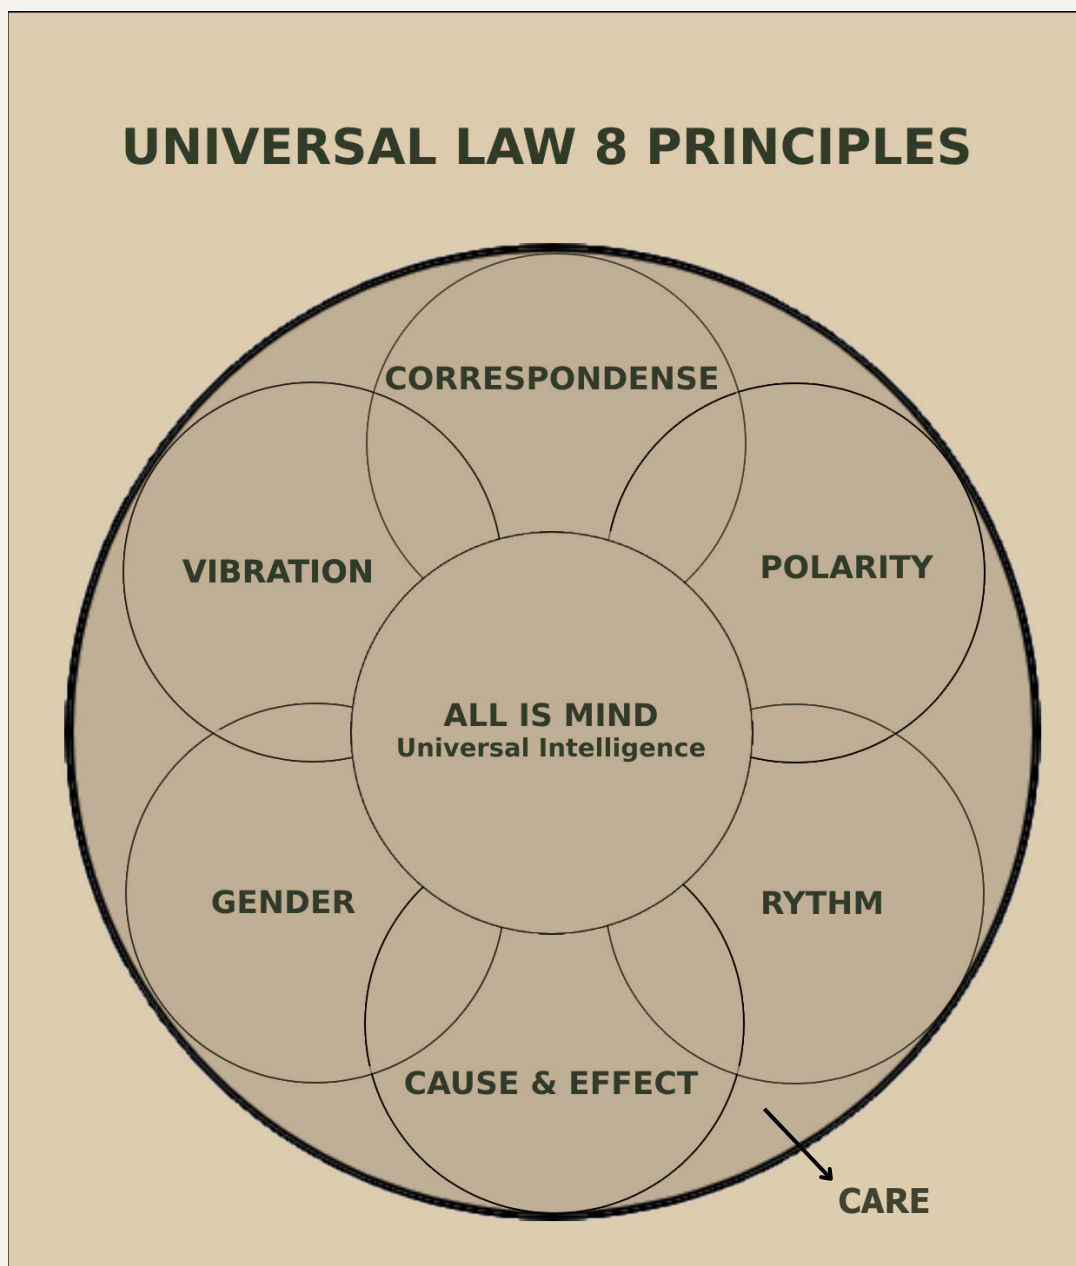 UNIVERSAL LAW 8 PRINCIPLES
CORRESPONDENSE
VIBRATION
POLARITY
ALL IS MIND
Universal Intelligence
GENDER
RYTHM
CAUSE & EFFECT
CARE